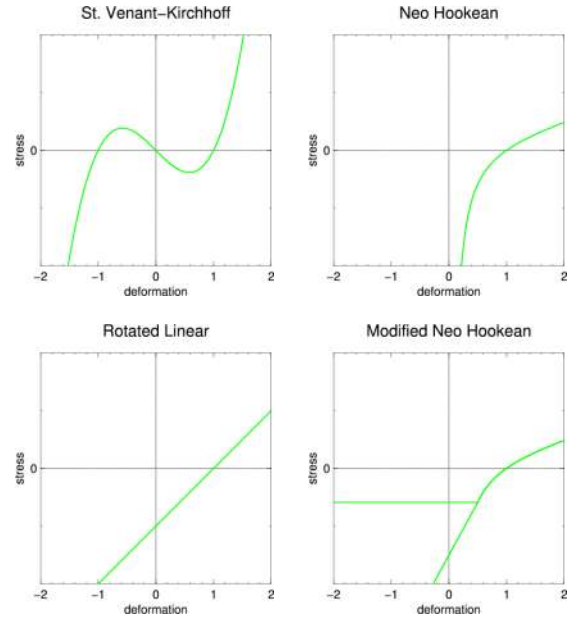 St. Venant-Kirchhoff
Neo Hookean
stress
0
-2 -1 0 1 2
deformation
stress
0
-2 -1 0 1 2
deformation
Rotated Linear
Modified Neo Hookean
stress
0
-2 -1 0 1 2
deformation
stress
0
-2 -1 0 1 2
deformation